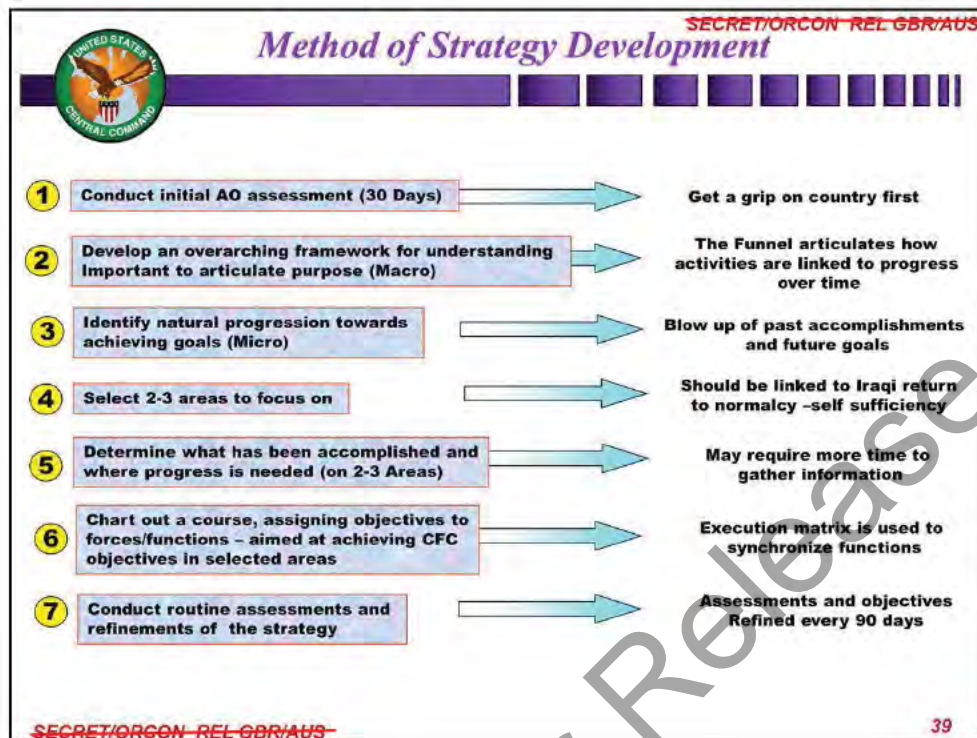 SECRET/ORCON REL GBR/AUS
Method of Strategy Development
UNITED STATES
CENTRAL COMMAND
1
Conduct initial AO assessment (30 Days)
Get a grip on country first
2
Develop an overarching framework for understanding
Important to articulate purpose (Macro)
The Funnel articulates how
activities are linked to progress
over time
3
Identify natural progression towards
achieving goals (Micro)
Blow up of past accomplishments
and future goals
4
Select 2-3 areas to focus on
Should be linked to Iraqi return
to normalcy –self sufficiency
5
Determine what has been accomplished and
where progress is needed (on 2-3 Areas)
May require more time to
gather information
6
Chart out a course, assigning objectives to
forces/functions – aimed at achieving CFC
objectives in selected areas
Execution matrix is used to
synchronize functions
7
Conduct routine assessments and
refinements of the strategy
Assessments and objectives
Refined every 90 days
Release
SECRET/ORCON REL GBR/AUS
39